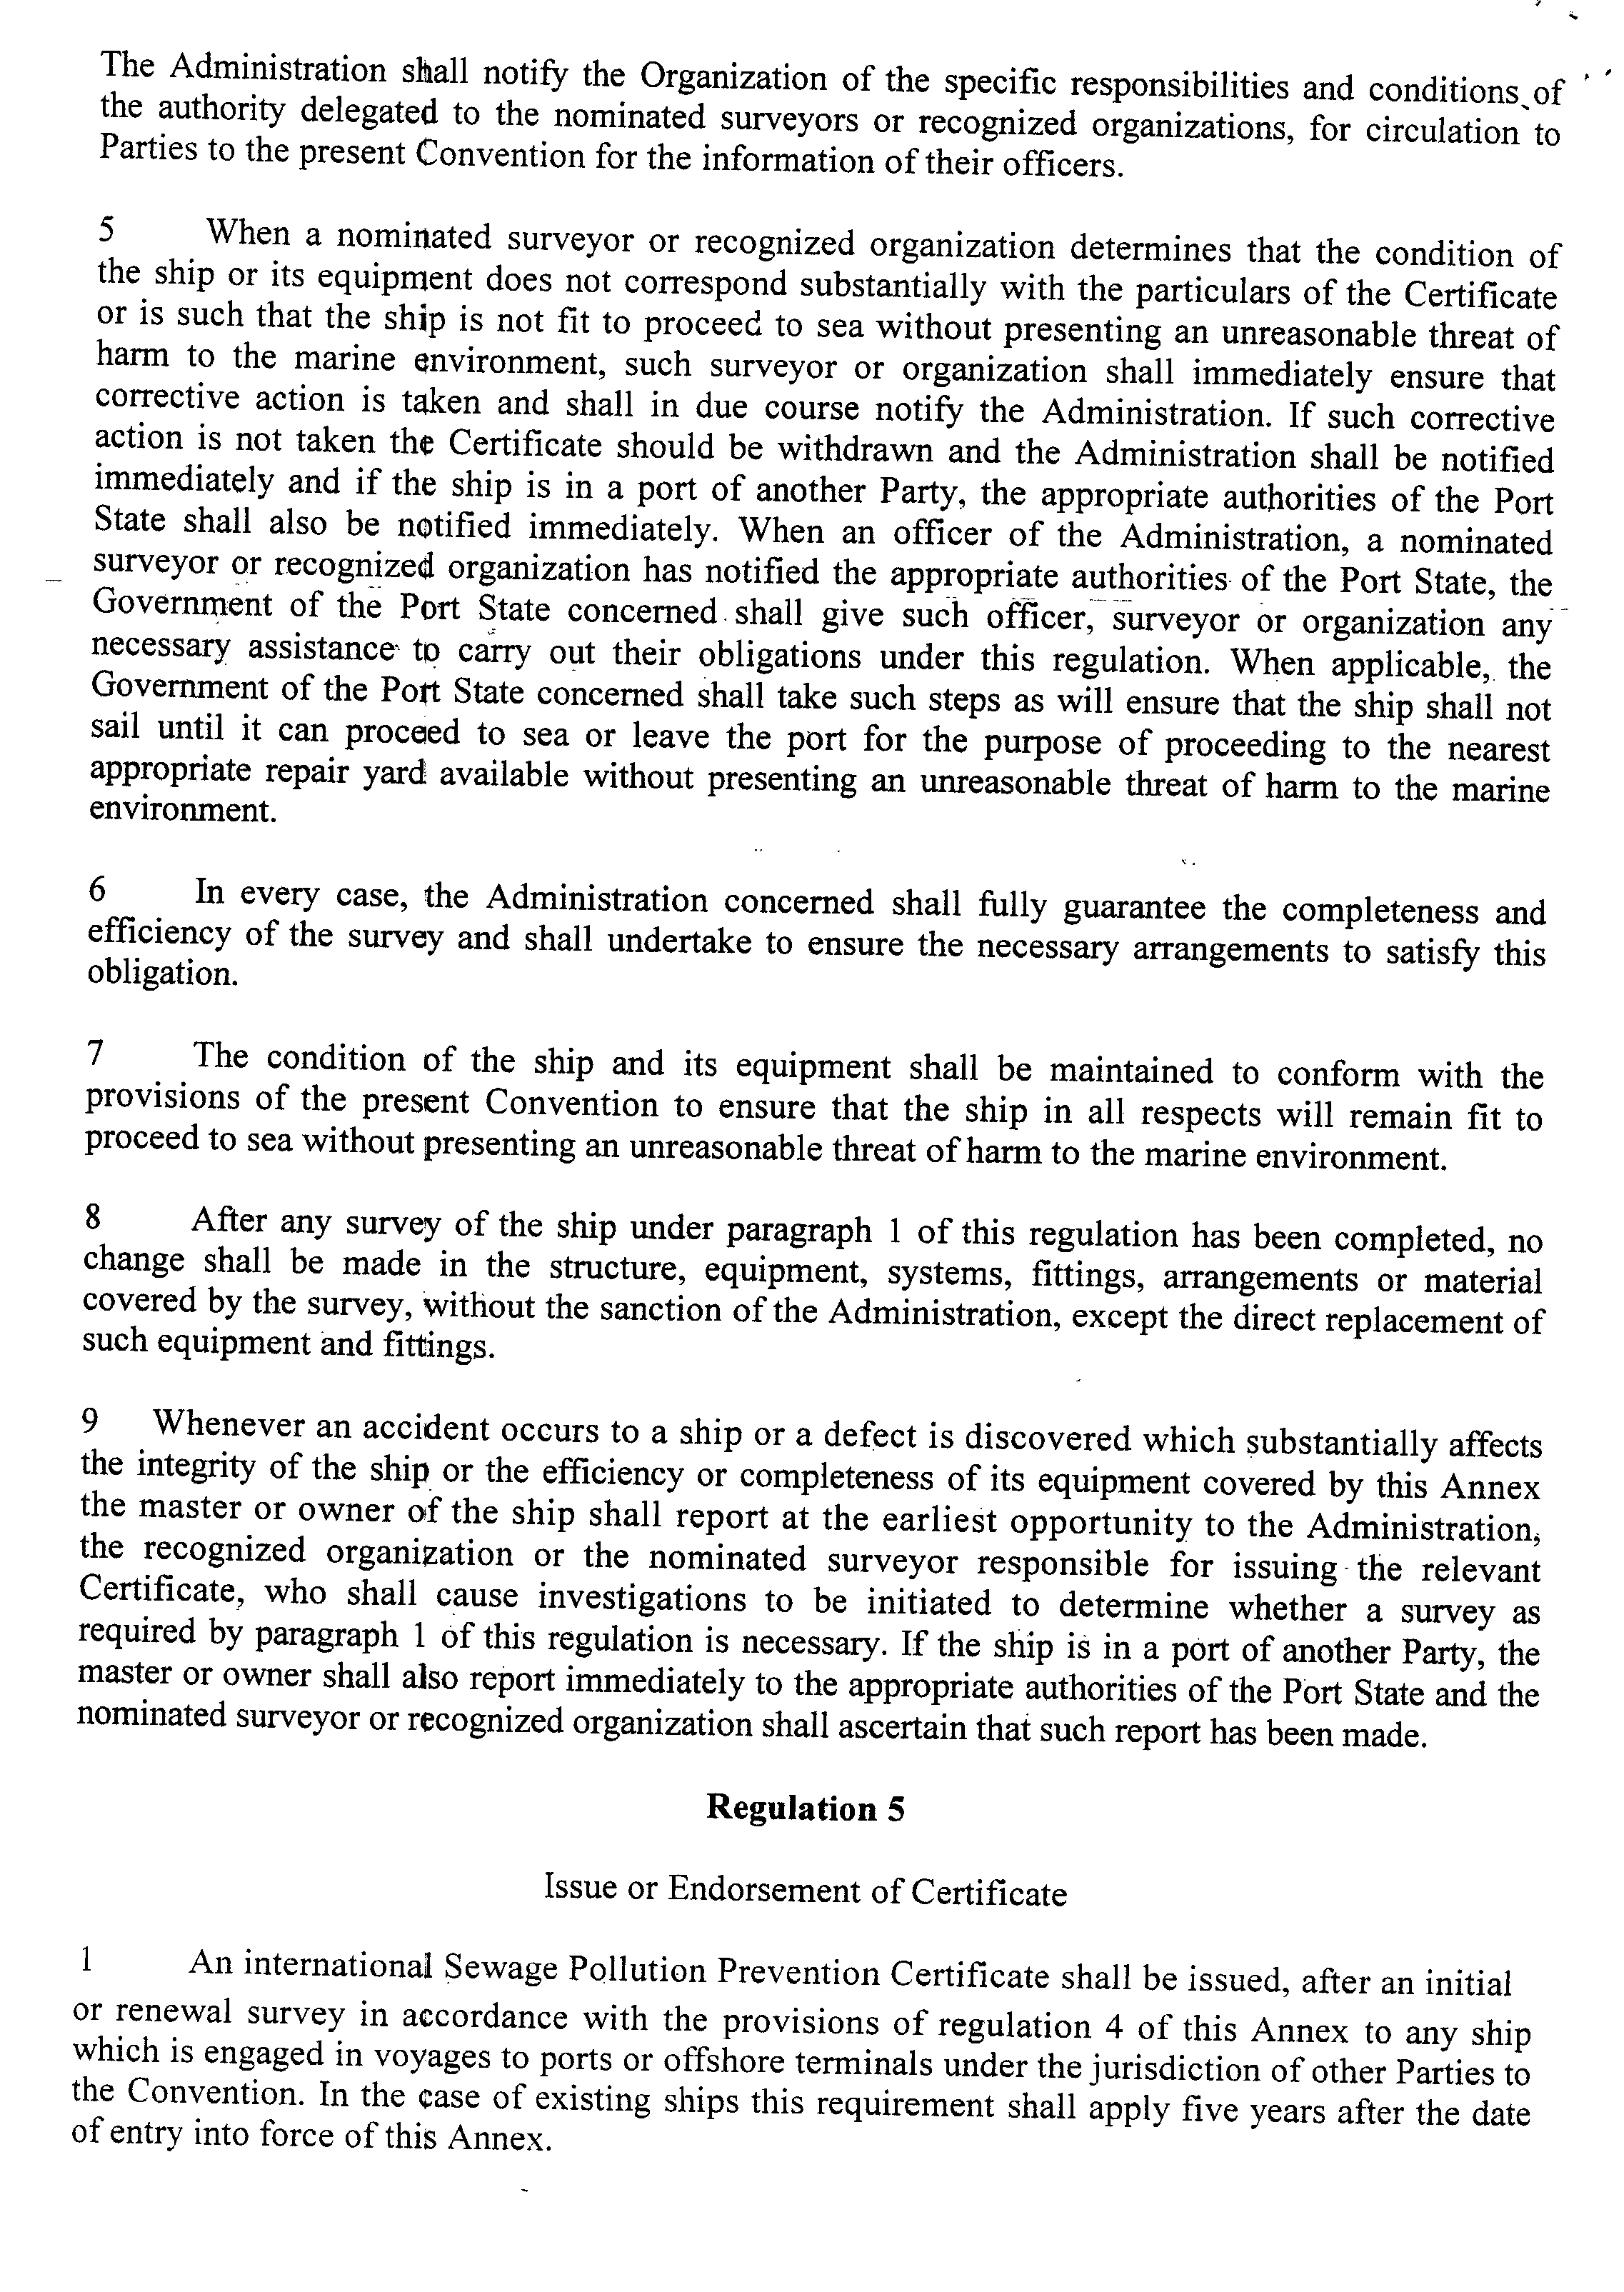 The Administration shall notify the Organization of the specific responsibilities and conditions of
the authority delegated to the nominated surveyors or recognized organizations, for circulation to
Parties to the present Convention for the information of their officers.
5 When a nominated surveyor or recognized organization determines that the condition of
the ship or its equipment does not correspond substantially with the particulars of the Certificate
or is such that the ship is not fit to proceed to sea without presenting an unreasonable threat of
harm to the marine environment, such surveyor or organization shall immediately ensure that
corrective action is taken and shall in due course notify the Administration. If such corrective
action is not taken the Certificate should be withdrawn and the Administration shall be notified
immediately and if the ship is in a port of another Party, the appropriate authorities of the Port
State shall also be notified immediately. When an officer of the Administration, a nominated
surveyor or recognized organization has notified the appropriate authorities of the Port State, the
Government of the Port State concerned shall give such officer, surveyor or organization any
necessary assistance to carry out their obligations under this regulation. When applicable, the
Government of the Port State concerned shall take such steps as will ensure that the ship shall not
sail until it can proceed to sea or leave the port for the purpose of proceeding to the nearest
appropriate repair yard available without presenting an unreasonable threat of harm to the marine
environment.
6 In every case, the Administration concerned shall fully guarantee the completeness and
efficiency of the survey and shall undertake to ensure the necessary arrangements to satisfy this
obligation.
7 The condition of the ship and its equipment shall be maintained to conform with the
provisions of the present Convention to ensure that the ship in all respects will remain fit to
proceed to sea without presenting an unreasonable threat of harm to the marine environment.
8 After any survey of the ship under paragraph 1 of this regulation has been completed, no
change shall be made in the structure, equipment, systems, fittings, arrangements or material
covered by the survey, without the sanction of the Administration, except the direct replacement of
such equipment and fittings.
9 Whenever an accident occurs to a ship or a defect is discovered which substantially affects
the integrity of the ship or the efficiency or completeness of its equipment covered by this Annex
the master or owner of the ship shall report at the earliest opportunity to the Administration,
the recognized organization or the nominated surveyor responsible for issuing the relevant
Certificate, who shall cause investigations to be initiated to determine whether a survey as
required by paragraph 1 of this regulation is necessary. If the ship is in a port of another Party, the
master or owner shall also report immediately to the appropriate authorities of the Port State and the
nominated surveyor or recognized organization shall ascertain that such report has been made.
Regulation 5
Issue or Endorsement of Certificate
1 An international Sewage Pollution Prevention Certificate shall be issued, after an initial
or renewal survey in accordance with the provisions of regulation 4 of this Annex to any ship
which is engaged in voyages to ports or offshore terminals under the jurisdiction of other Parties to
the Convention. In the case of existing ships this requirement shall apply five years after the date
of entry into force of this Annex.